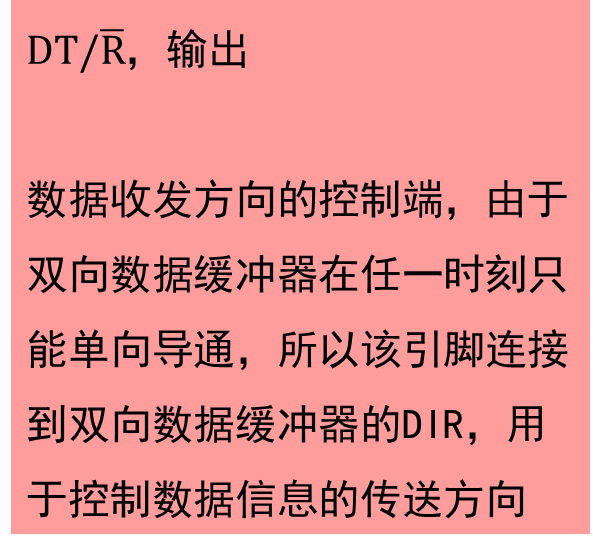 DT/R̅，输出
数据收发方向的控制端，由于
双向数据缓冲器在任一时刻只
能单向导通，所以该引脚连接
到双向数据缓冲器的DIR，用
于控制数据信息的传送方向